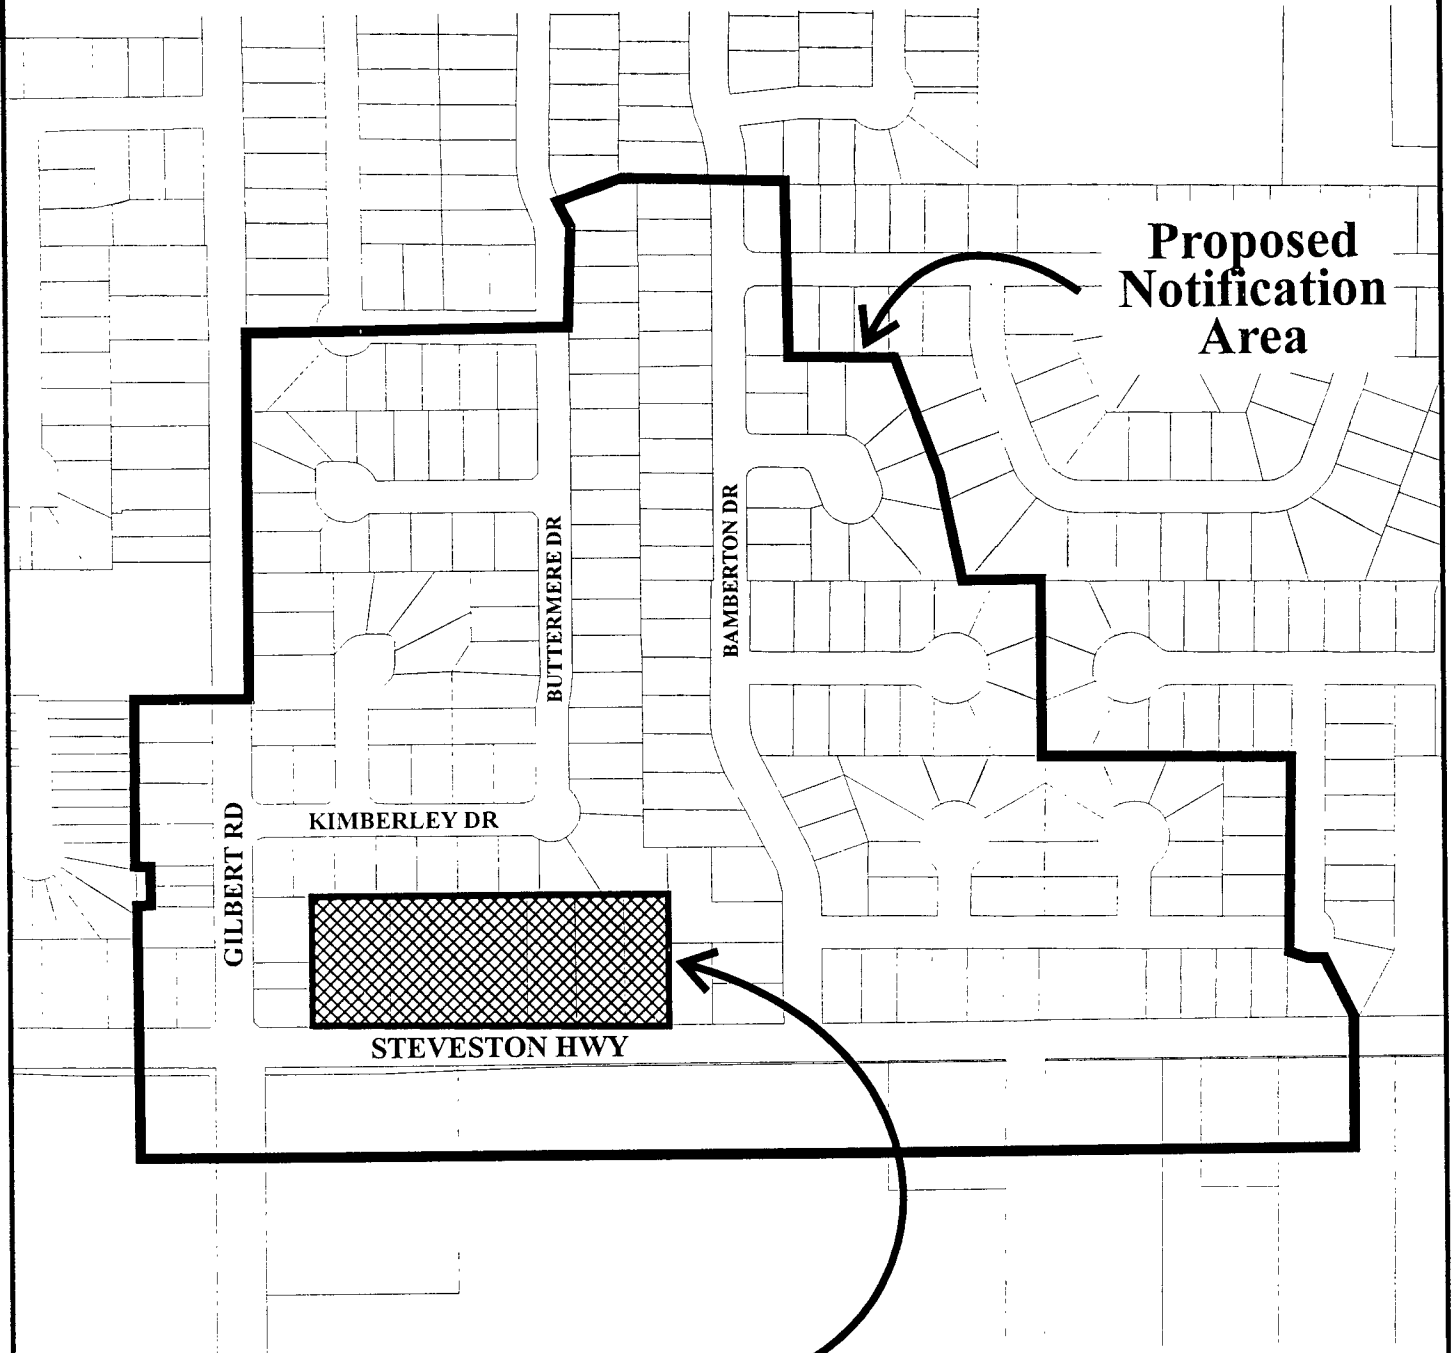 Proposed
Notification
Area
BUTTERMERE DR
BAMBERTON DR
KIMBERLEY DR
GILBERT RD
STEVESTON HWY